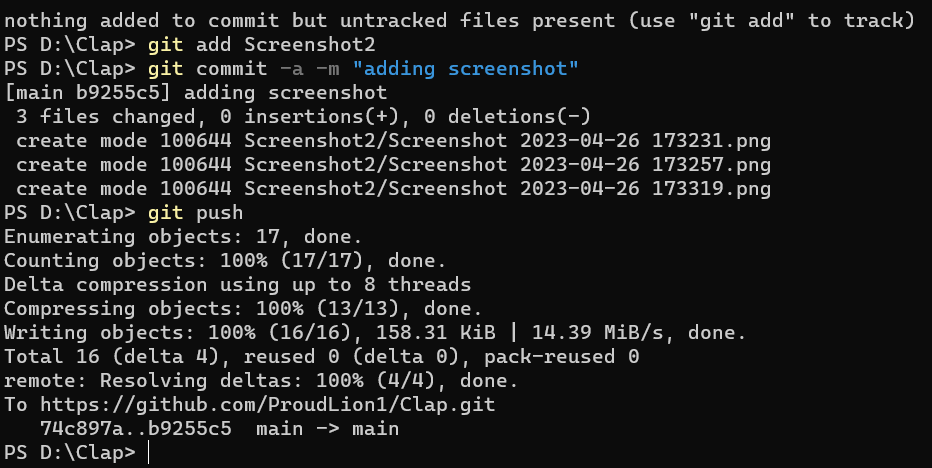 nothing added to commit but untracked files present (use "git add" to track)
PS D:\Clap> git add Screenshot2
PS D:\Clap> git commit -a -m "adding screenshot"
[main b9255c5] adding screenshot
 3 files changed, 0 insertions(+), 0 deletions(-)
 create mode 100644 Screenshot2/Screenshot 2023-04-26 173231.png
 create mode 100644 Screenshot2/Screenshot 2023-04-26 173257.png
 create mode 100644 Screenshot2/Screenshot 2023-04-26 173319.png
PS D:\Clap> git push
Enumerating objects: 17, done.
Counting objects: 100% (17/17), done.
Delta compression using up to 8 threads
Compressing objects: 100% (13/13), done.
Writing objects: 100% (16/16), 158.31 KiB | 14.39 MiB/s, done.
Total 16 (delta 4), reused 0 (delta 0), pack-reused 0
remote: Resolving deltas: 100% (4/4), done.
To https://github.com/ProudLion1/Clap.git
   74c897a..b9255c5  main -> main
PS D:\Clap>